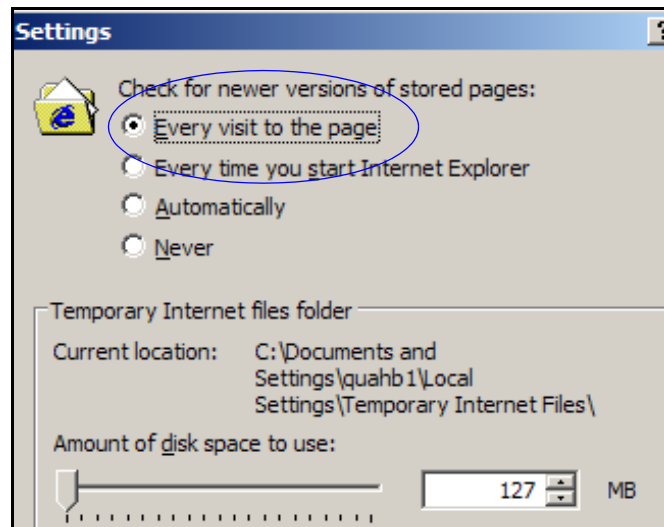 Settings
?
Check for newer versions of stored pages:
Every visit to the page
Every time you start Internet Explorer
Automatically
Never
Temporary Internet files folder
Current location: C:\Documents and
Settings\quahb1\Local
Settings\Temporary Internet Files\
Amount of disk space to use:
127 MB